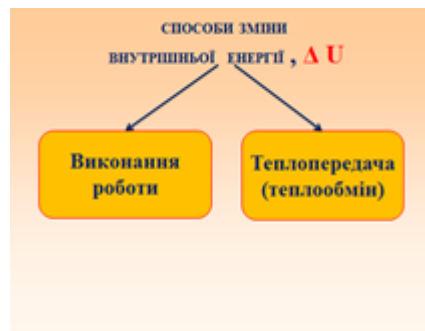 СПОСОБИ ЗМІНИ
ВНУТРІШНЬОЇ ЕНЕРГІЇ , Δ U
Виконання
роботи
Теплопередача
(теплообмін)